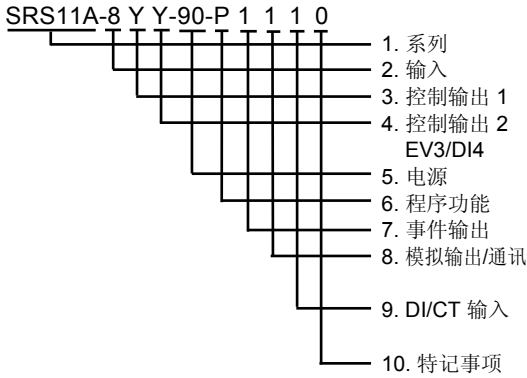 SRS11A-8 Y Y-90-P 1 1 1 0
1. 系列
2. 输入
3. 控制输出 1
4. 控制输出 2
EV3/DI4
5. 电源
6. 程序功能
7. 事件输出
8. 模拟输出/通讯
9. DI/CT 输入
10. 特记事项